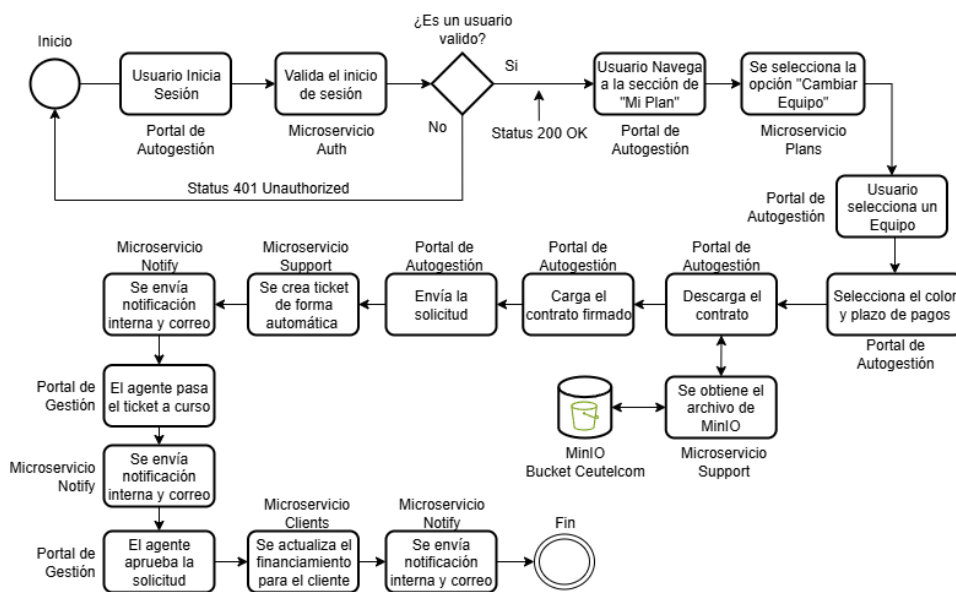 ¿Es un usuario
valido?
Inicio
Usuario Inicia
Sesión
Portal de
Autogestión
Valida el inicio
de sesión
Microservicio
Auth
Si
No
Status 200 OK
Status 401 Unauthorized
Usuario Navega
a la sección de
"Mi Plan"
Portal de
Autogestión
Se selecciona la
opción "Cambiar
Equipo"
Microservicio
Plans
Portal de
Autogestión
Usuario
selecciona un
Equipo
Selecciona el color
y plazo de pagos
Portal de
Autogestión
Portal de
Autogestión
Descarga el
contrato
Se obtiene el
archivo de
MinIO
Microservicio
Support
MinIO
Bucket Ceutelcom
Portal de
Autogestión
Carga el
contrato firmado
Portal de
Autogestión
Envía la
solicitud
Microservicio
Support
Se crea ticket
de forma
automática
Microservicio
Notify
Se envía
notificación
interna y correo
Portal de
Gestión
El agente pasa
el ticket a curso
Microservicio
Notify
Se envía
notificación
interna y correo
Portal de
Gestión
El agente
aprueba la
solicitud
Microservicio
Clients
Se actualiza el
financiamiento
para el cliente
Microservicio
Notify
Se envía
notificación
interna y correo
Fin